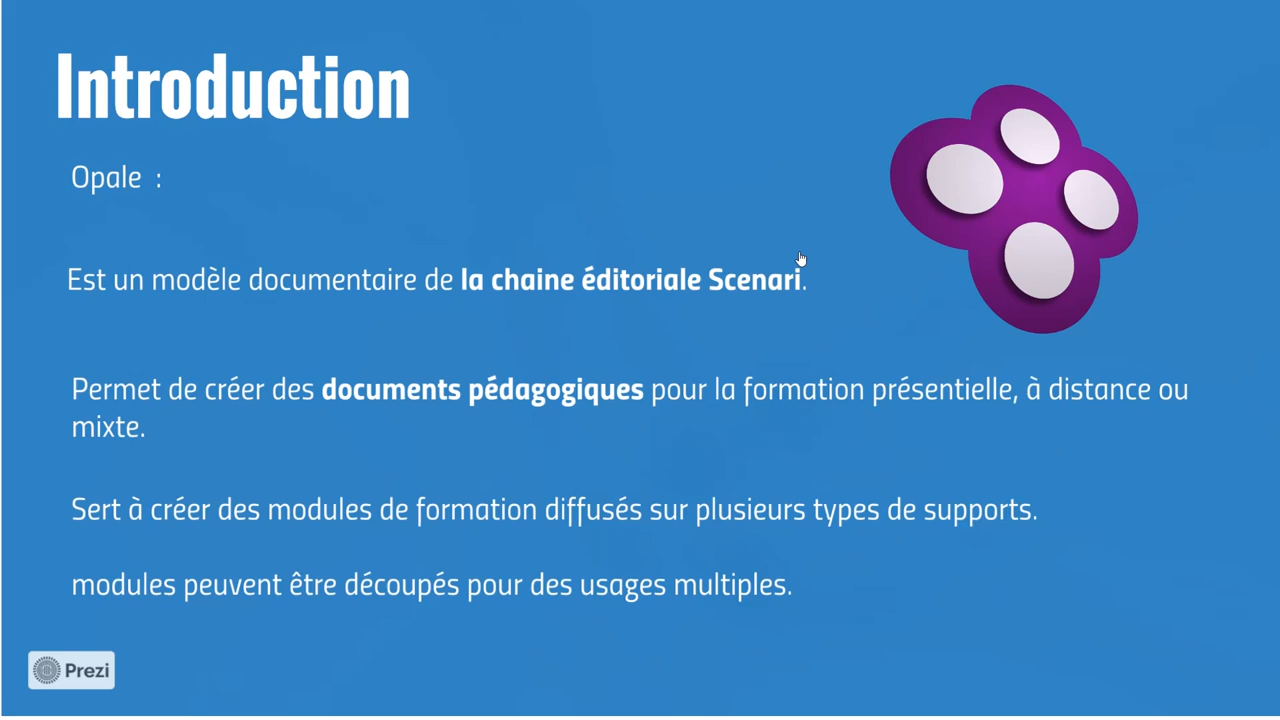 Introduction
Opale :
Est un modèle documentaire de la chaine éditoriale Scenari.
Permet de créer des documents pédagogiques pour la formation présentielle, à distance ou
mixte.
Sert à créer des modules de formation diffusés sur plusieurs types de supports.
modules peuvent être découpés pour des usages multiples.
Prezi